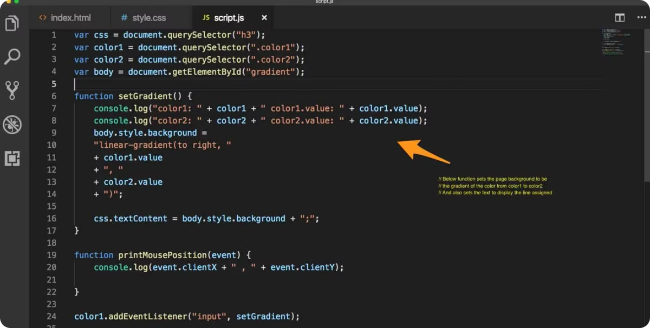 script.js
index.html
style.css
JS script.js
1 var css = document.querySelector("h3");
2 var color1 = document.querySelector(".color1");
3 var color2 = document.querySelector(".color2");
4 var body = document.getElementById("gradient");
5
6 function setGradient() {
7 console.log("color1: " + color1 + " color1.value: " + color1.value);
8 console.log("color2: " + color2 + " color2.value: " + color2.value);
9 body.style.background =
10 "linear-gradient(to right, "
11 + color1.value
12 + ", "
13 + color2.value
14 + ")";
15
16 css.textContent = body.style.background + ";";
17 }
18
19 function printMousePosition(event) {
20 console.log(event.clientX + " , " + event.clientY);
21
22 }
23
24 color1.addEventListener("input", setGradient);
// Below function sets the page background to be
// the gradient of the color from color1 to color2
// And also sets the text to display the line assigned